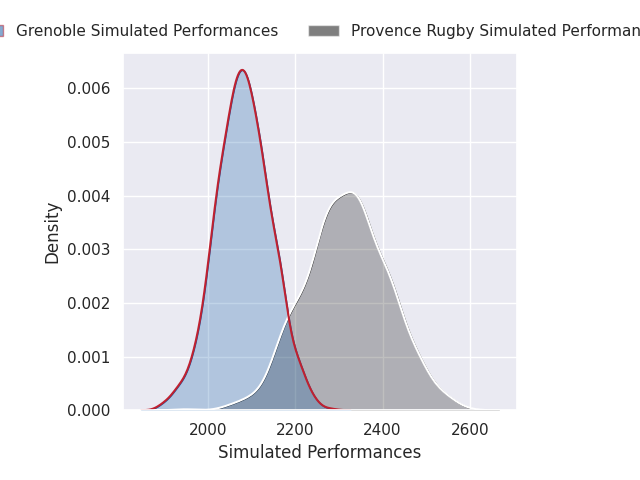 Grenoble Simulated Performances Provence Rugby Simulated Performan
0.006
0.005
0.004
0.003
0.002
0.001
0.000
Density
2000 2200 2400 2600
Simulated Performances